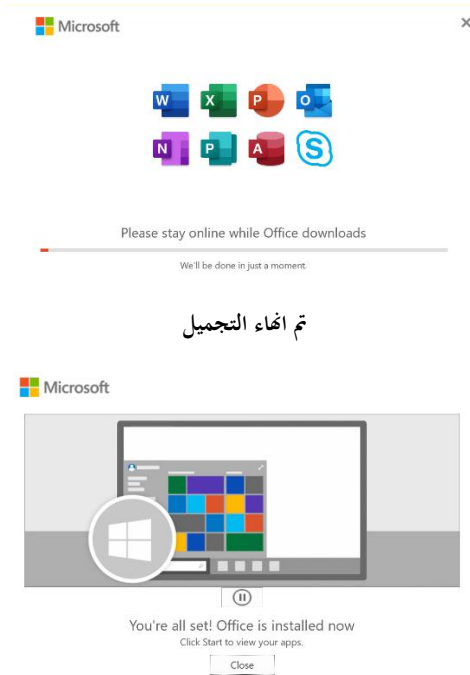 Microsoft
W X P O
N P A S
Please stay online while Office downloads
We'll be done in just a moment.
تم انهاء التجميل
Microsoft
You're all set! Office is installed now
Click Start to view your apps.
Close